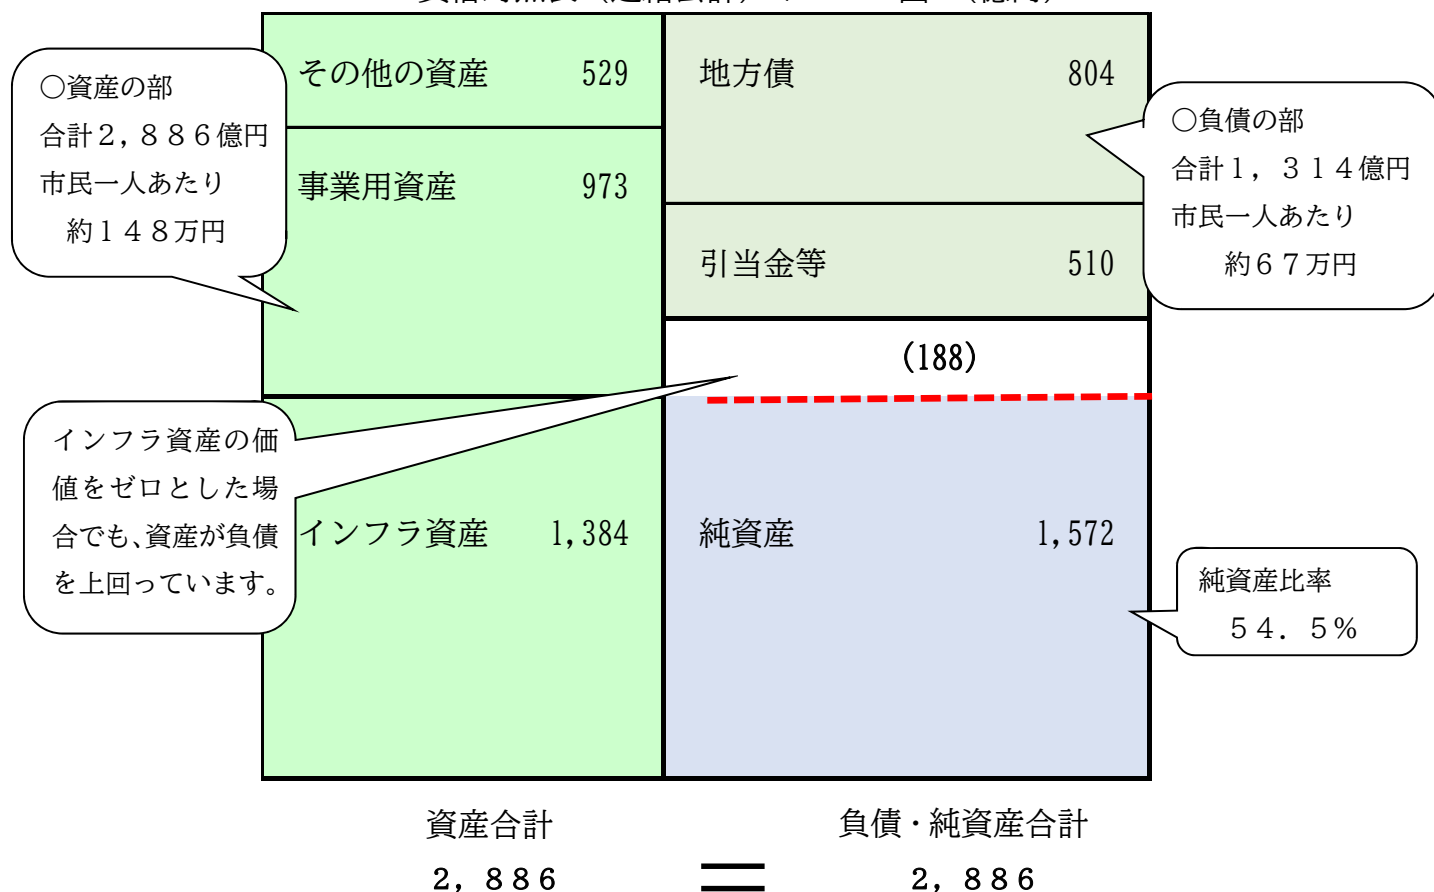 その他の資産 529
地方債 804
○資産の部
合計2,886億円
市民一人あたり
約148万円
事業用資産 973
○負債の部
合計1,314億円
市民一人あたり
約67万円
引当金等 510
(188)
インフラ資産の価
値をゼロとした場
合でも、資産が負債
を上回っています。
インフラ資産 1,384
純資産 1,572
純資産比率
54.5%
資産合計
負債・純資産合計
2,886 = 2,886